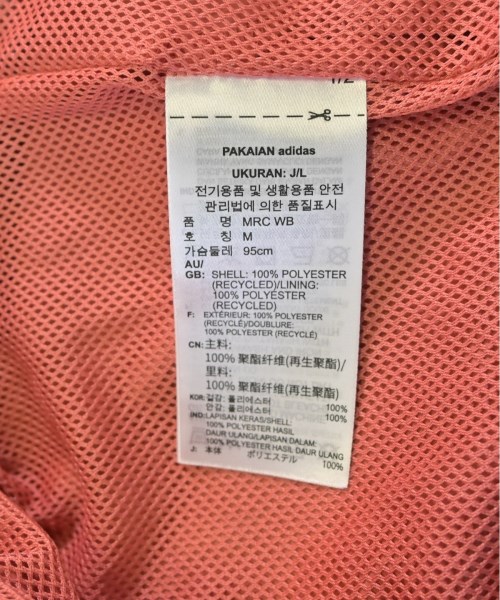 1/2
PAKAIAN adidas
UKURAN: J/L
전기용품 및 생활용품 안전
관리법에 의한 품질표시
품 명 MRC WB
호 칭 M
가슴둘레 95cm
AU/
GB: SHELL: 100% POLYESTER
(RECYCLED)/LINING:
100% POLYESTER
(RECYCLED)
F: EXTÉRIEUR: 100% POLYESTER
(RECYCLÉ)/DOUBLURE:
100% POLYESTER (RECYCLÉ)
CN: 主料:
100% 聚酯纤维(再生聚酯)/
里料:
100% 聚酯纤维(再生聚酯)
KOR: 겉감: 폴리에스터 100%
안감: 폴리에스터 100%
IND: LAPISAN KERAS/SHELL:
100% POLYESTER HASIL
DAUR ULANG/LAPISAN DALAM:
100% POLYESTER HASIL DAUR ULANG
J: 本体 ポリエステル 100%